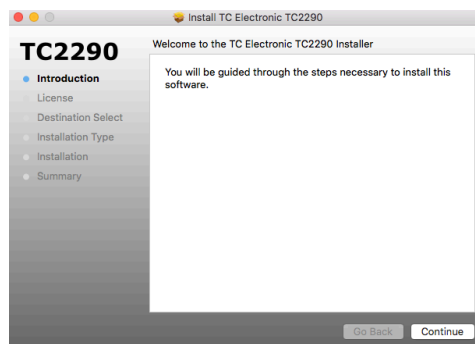 Install TC Electronic TC2290
TC2290
Welcome to the TC Electronic TC2290 Installer
Introduction
License
Destination Select
Installation Type
Installation
Summary
You will be guided through the steps necessary to install this
software.
Go Back
Continue